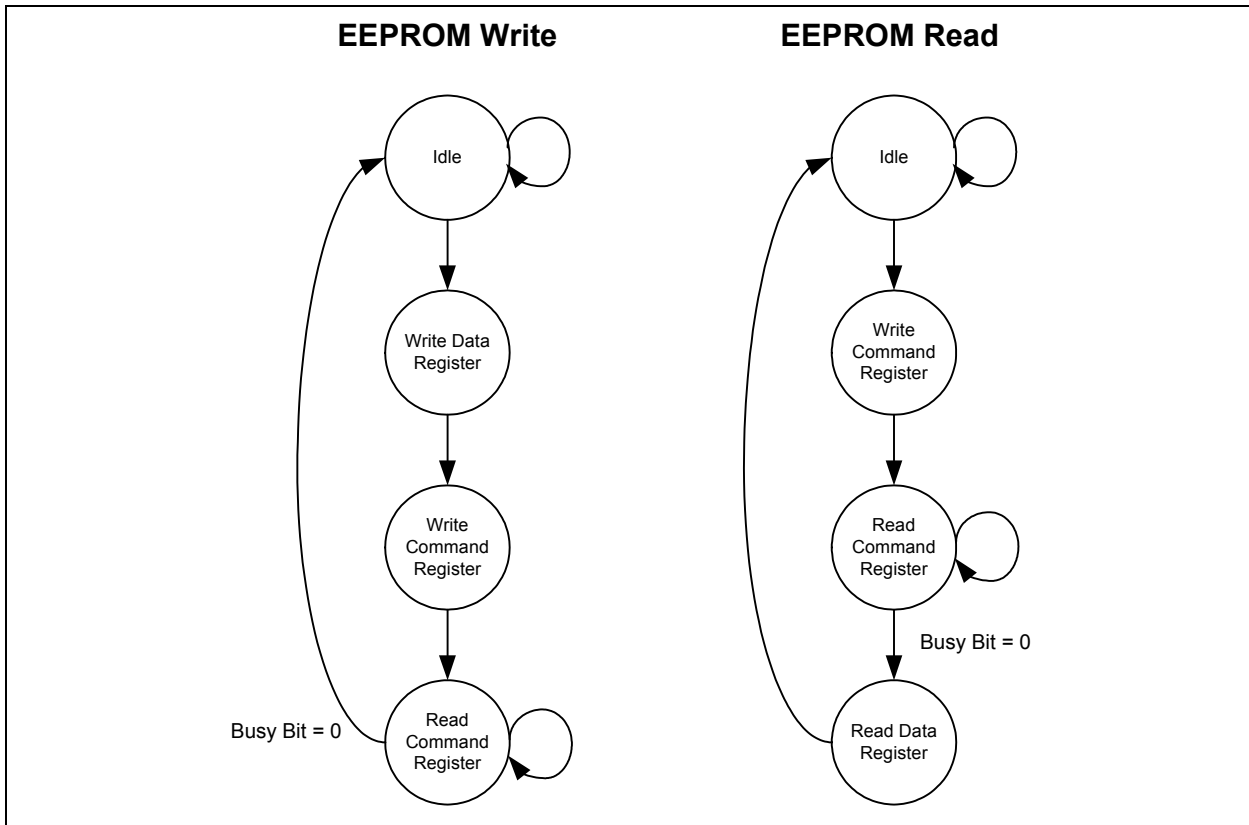 EEPROM Write
Idle
Write Data
Register
Write
Command
Register
Read
Command
Register
Busy Bit = 0
EEPROM Read
Idle
Write
Command
Register
Read
Command
Register
Busy Bit = 0
Read Data
Register